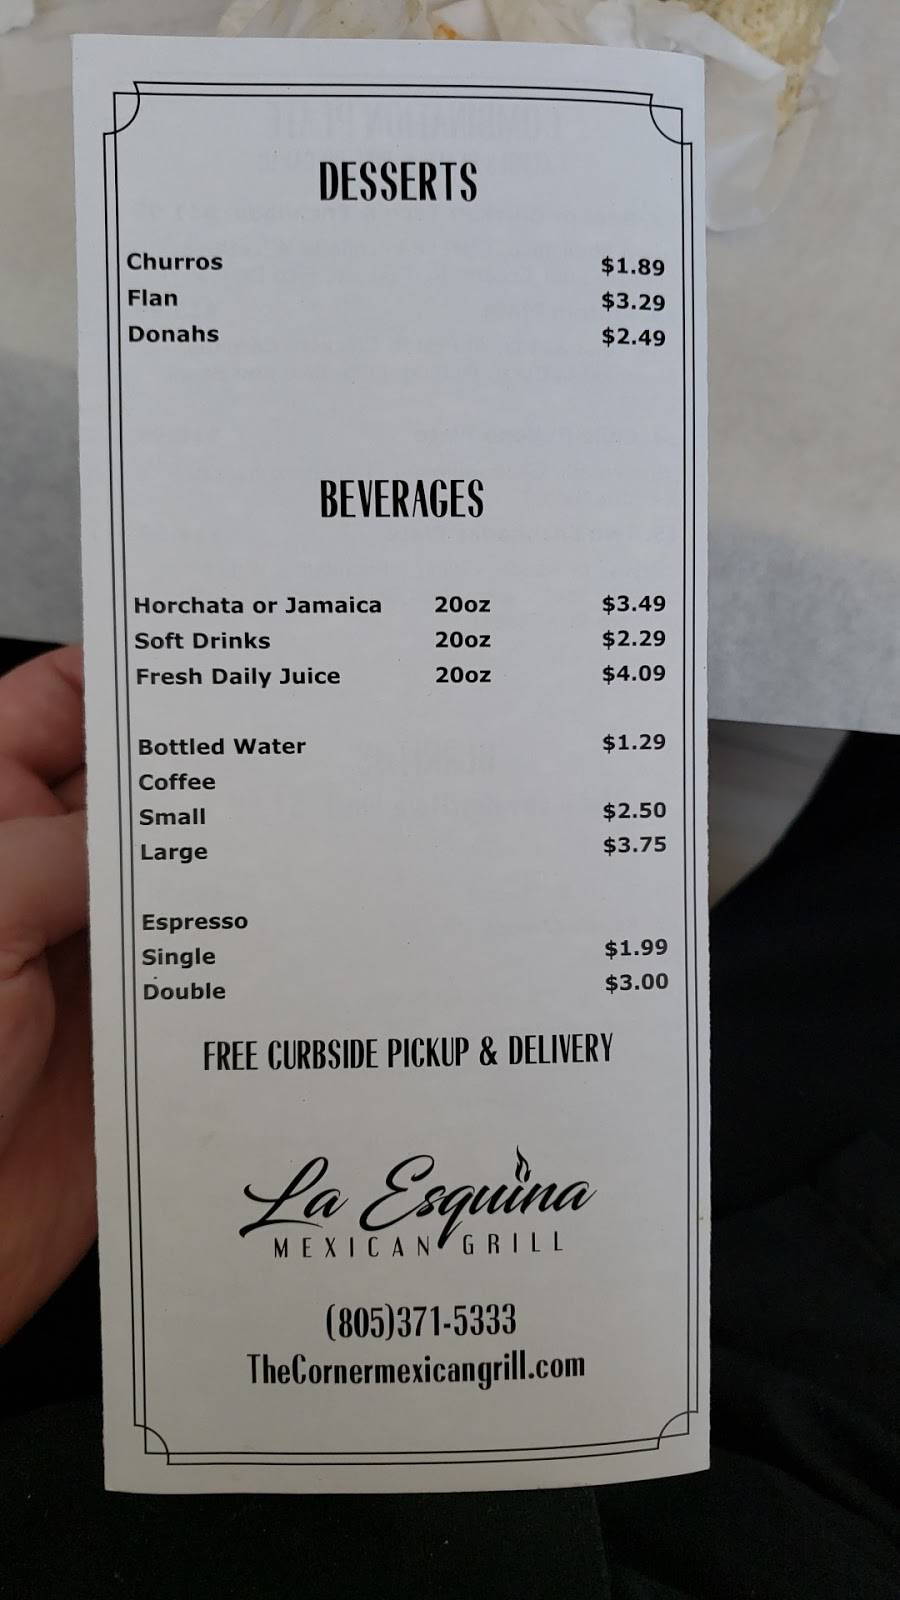 DESSERTS
Churros $1.89
Flan $3.29
Donahs $2.49
BEVERAGES
Horchata or Jamaica 20oz $3.49
Soft Drinks 20oz $2.29
Fresh Daily Juice 20oz $4.09
Bottled Water $1.29
Coffee
Small $2.50
Large $3.75
Espresso
Single $1.99
Double $3.00
FREE CURBSIDE PICKUP & DELIVERY
La Esquina
MEXICAN GRILL
(805)371-5333
TheCornermexicangrill.com